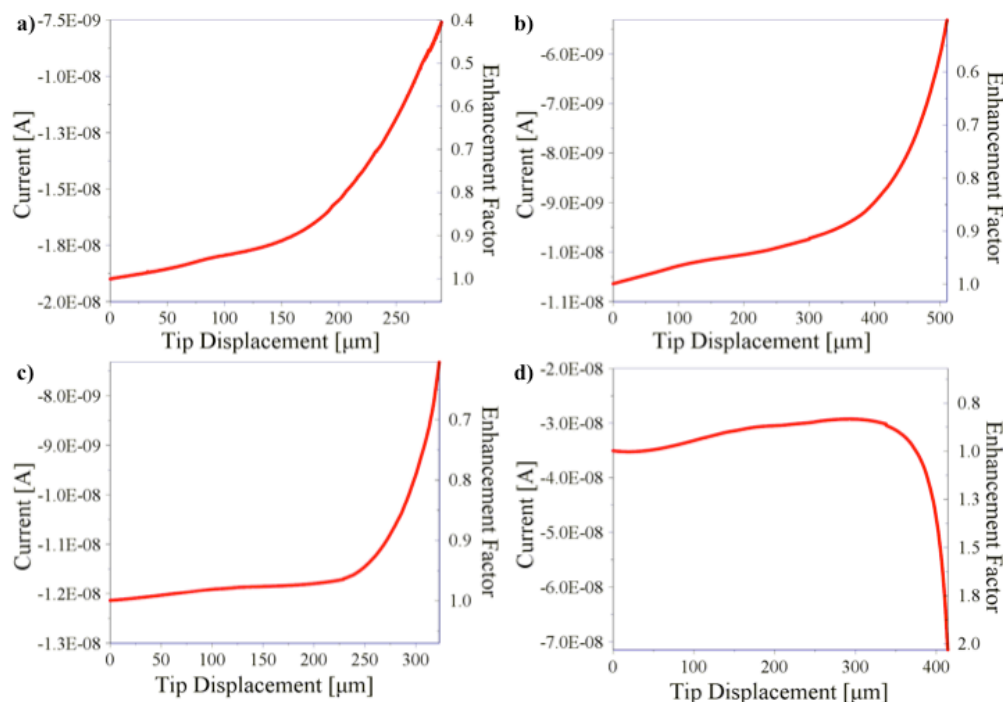 a)
-7.5E-09
-1.0E-08
-1.3E-08
-1.5E-08
-1.8E-08
-2.0E-08
Current [A]
0.4
0.5
0.6
0.7
0.8
0.9
1.0
Enhancement Factor
0 50 100 150 200 250
Tip Displacement [μm]
b)
-6.0E-09
-7.0E-09
-8.0E-09
-9.0E-09
-1.0E-08
-1.1E-08
Current [A]
0.6
0.7
0.8
0.9
1.0
Enhancement Factor
0 100 200 300 400 500
Tip Displacement [μm]
c)
-8.0E-09
-9.0E-09
-1.0E-08
-1.1E-08
-1.2E-08
-1.3E-08
Current [A]
0.7
0.8
0.9
1.0
Enhancement Factor
0 50 100 150 200 250 300
Tip Displacement [μm]
d)
-2.0E-08
-3.0E-08
-4.0E-08
-5.0E-08
-6.0E-08
-7.0E-08
Current [A]
0.8
1.0
1.3
1.5
1.8
2.0
Enhancement Factor
0 100 200 300 400
Tip Displacement [μm]